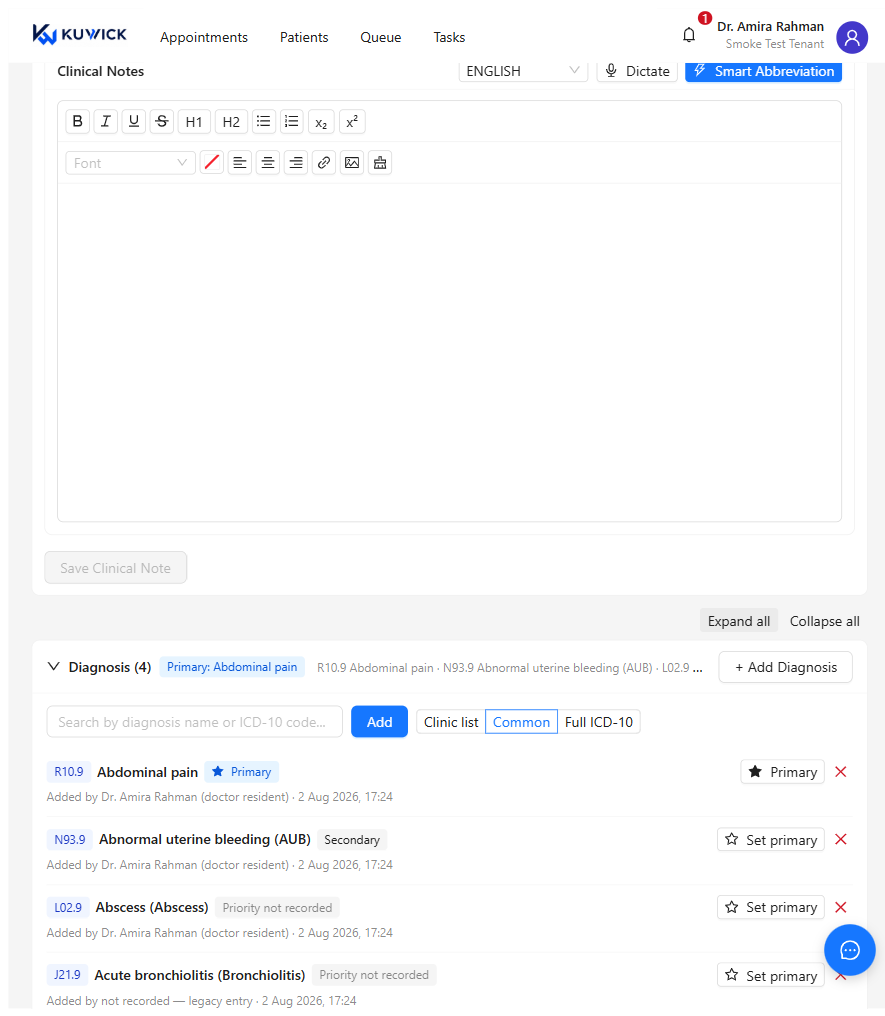 KUWICK Appointments Patients Queue Tasks 1 Dr. Amira Rahman
Smoke Test Tenant
Clinical Notes ENGLISH Dictate Smart Abbreviation
B I U S H1 H2 x₂ x²
Font
Save Clinical Note
Expand all Collapse all
Diagnosis (4) Primary: Abdominal pain R10.9 Abdominal pain · N93.9 Abnormal uterine bleeding (AUB) · L02.9 ... + Add Diagnosis
Search by diagnosis name or ICD-10 code... Add Clinic list Common Full ICD-10
R10.9 Abdominal pain Primary Primary
Added by Dr. Amira Rahman (doctor resident) · 2 Aug 2026, 17:24
N93.9 Abnormal uterine bleeding (AUB) Secondary Set primary
Added by Dr. Amira Rahman (doctor resident) · 2 Aug 2026, 17:24
L02.9 Abscess (Abscess) Priority not recorded Set primary
Added by Dr. Amira Rahman (doctor resident) · 2 Aug 2026, 17:24
J21.9 Acute bronchiolitis (Bronchiolitis) Priority not recorded Set primary
Added by not recorded — legacy entry · 2 Aug 2026, 17:24